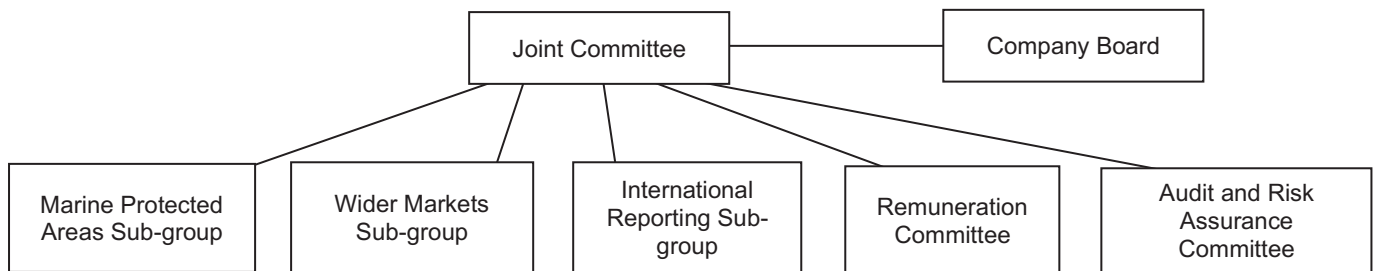 Joint Committee
Company Board
Marine Protected
Areas Sub-group
Wider Markets
Sub-group
International
Reporting Sub-
group
Remuneration
Committee
Audit and Risk
Assurance
Committee